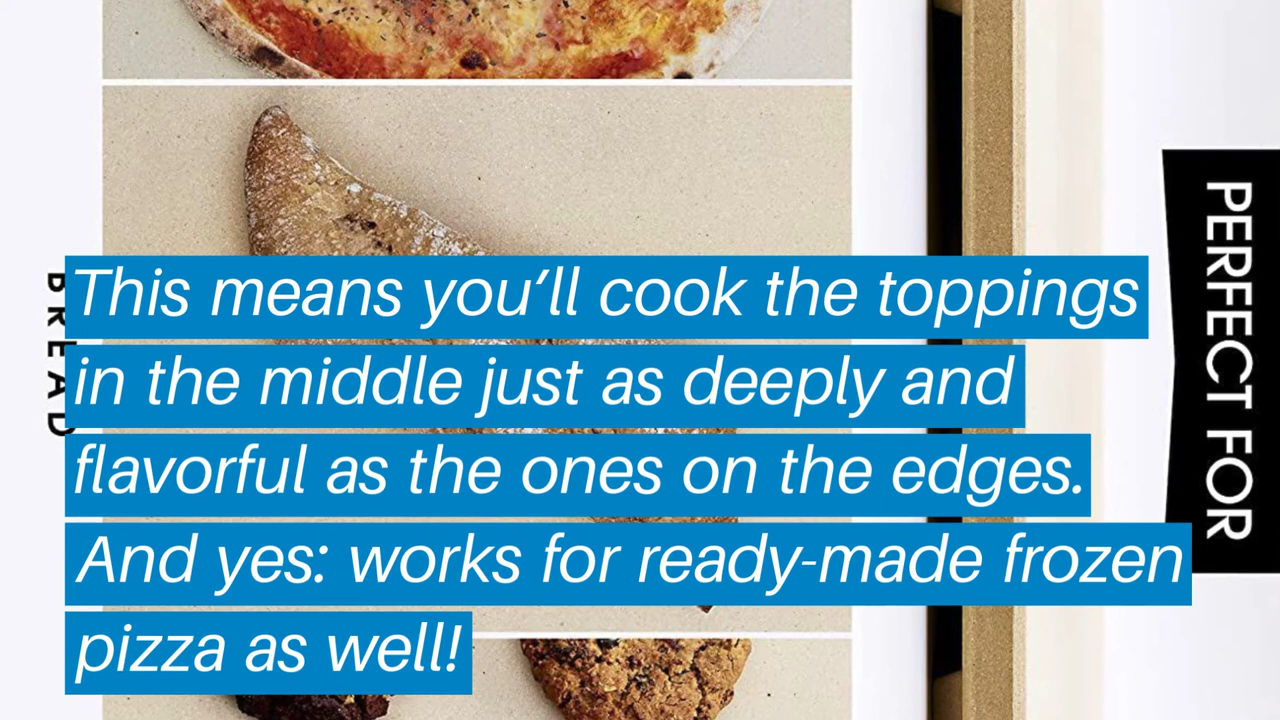 This means you’ll cook the toppings
in the middle just as deeply and
flavorful as the ones on the edges.
And yes: works for ready-made frozen
pizza as well!
BREAD
PERFECT FOR